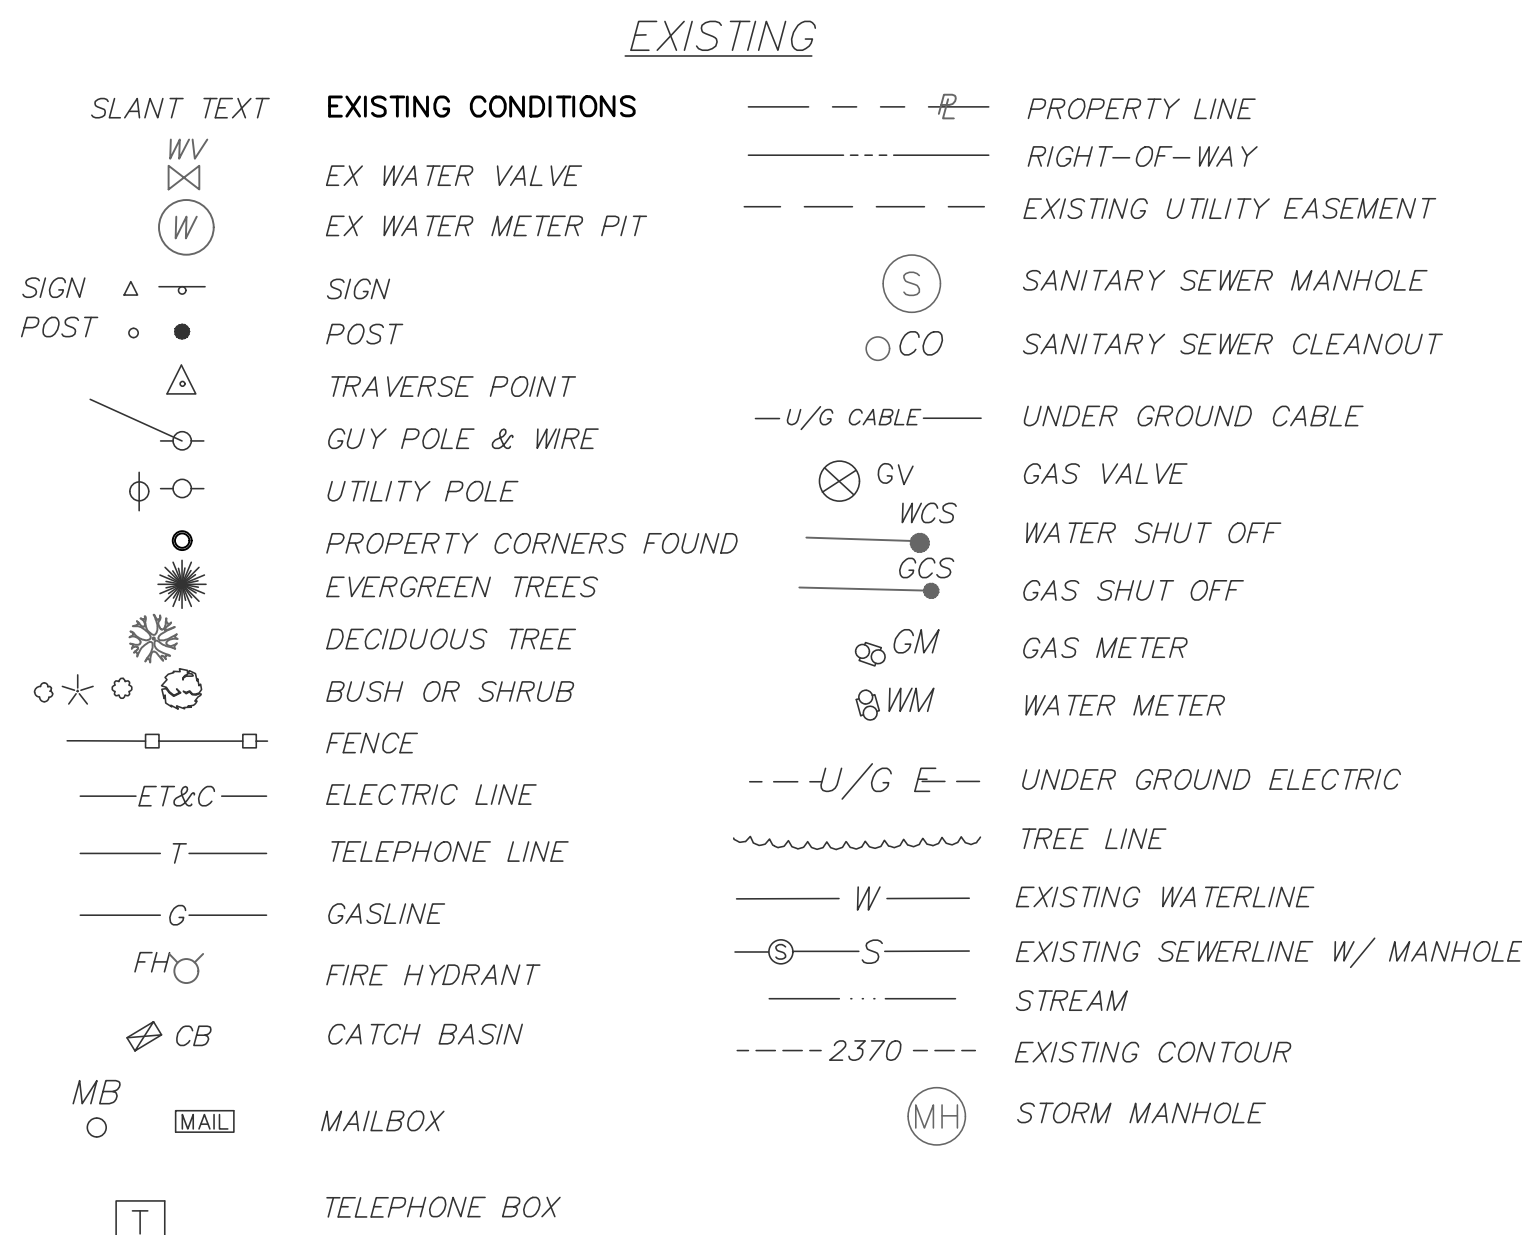 EXISTING
SLANT TEXT EXISTING CONDITIONS
WV
EX WATER VALVE
W EX WATER METER PIT
SIGN SIGN
POST POST
TRAVERSE POINT
GUY POLE & WIRE
UTILITY POLE
PROPERTY CORNERS FOUND
EVERGREEN TREES
DECIDUOUS TREE
BUSH OR SHRUB
FENCE
ET&C ELECTRIC LINE
T TELEPHONE LINE
G GASLINE
FH FIRE HYDRANT
CB CATCH BASIN
MB
MAIL MAILBOX
T TELEPHONE BOX
PL PROPERTY LINE
RIGHT-OF-WAY
EXISTING UTILITY EASEMENT
S SANITARY SEWER MANHOLE
CO SANITARY SEWER CLEANOUT
U/G CABLE UNDER GROUND CABLE
GV GAS VALVE
WCS
WATER SHUT OFF
GCS
GAS SHUT OFF
GM GAS METER
WM WATER METER
U/G E UNDER GROUND ELECTRIC
TREE LINE
W EXISTING WATERLINE
S S EXISTING SEWERLINE W/ MANHOLE
STREAM
2370 EXISTING CONTOUR
MH STORM MANHOLE